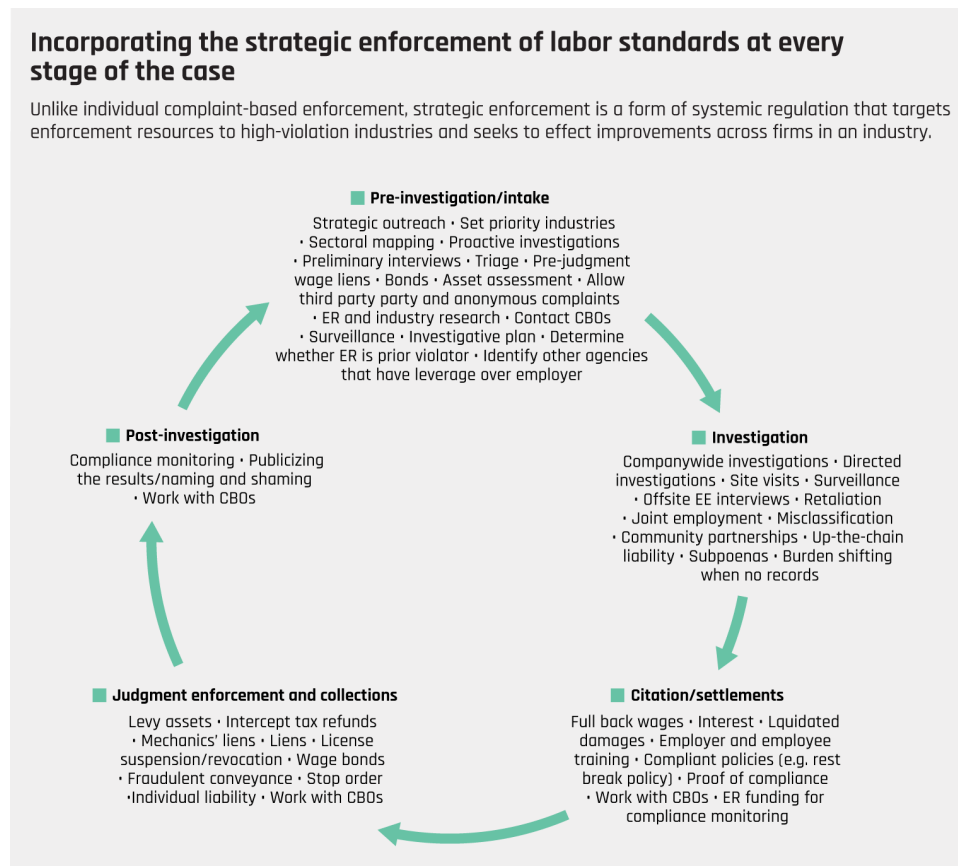 Incorporating the strategic enforcement of labor standards at every
stage of the case
Unlike individual complaint-based enforcement, strategic enforcement is a form of systemic regulation that targets
enforcement resources to high-violation industries and seeks to effect improvements across firms in an industry.
Pre-investigation/intake
Strategic outreach · Set priority industries
· Sectoral mapping · Proactive investigations
· Preliminary interviews · Triage · Pre-judgment
wage liens · Bonds · Asset assessment · Allow
third party party and anonymous complaints
· ER and industry research · Contact CBOs
· Surveillance · Investigative plan · Determine
whether ER is prior violator · Identify other agencies
that have leverage over employer
Investigation
Companywide investigations · Directed
investigations · Site visits · Surveillance
· Offsite EE interviews · Retaliation
· Joint employment · Misclassification
· Community partnerships · Up-the-chain
liability · Subpoenas · Burden shifting
when no records
Citation/settlements
Full back wages · Interest · Lquidated
damages · Employer and employee
training · Compliant policies (e.g. rest
break policy) · Proof of compliance
· Work with CBOs · ER funding for
compliance monitoring
Judgment enforcement and collections
Levy assets · Intercept tax refunds
· Mechanics' liens · Liens · License
suspension/revocation · Wage bonds
· Fraudulent conveyance · Stop order
·Individual liability · Work with CBOs
Post-investigation
Compliance monitoring · Publicizing
the results/naming and shaming
· Work with CBOs